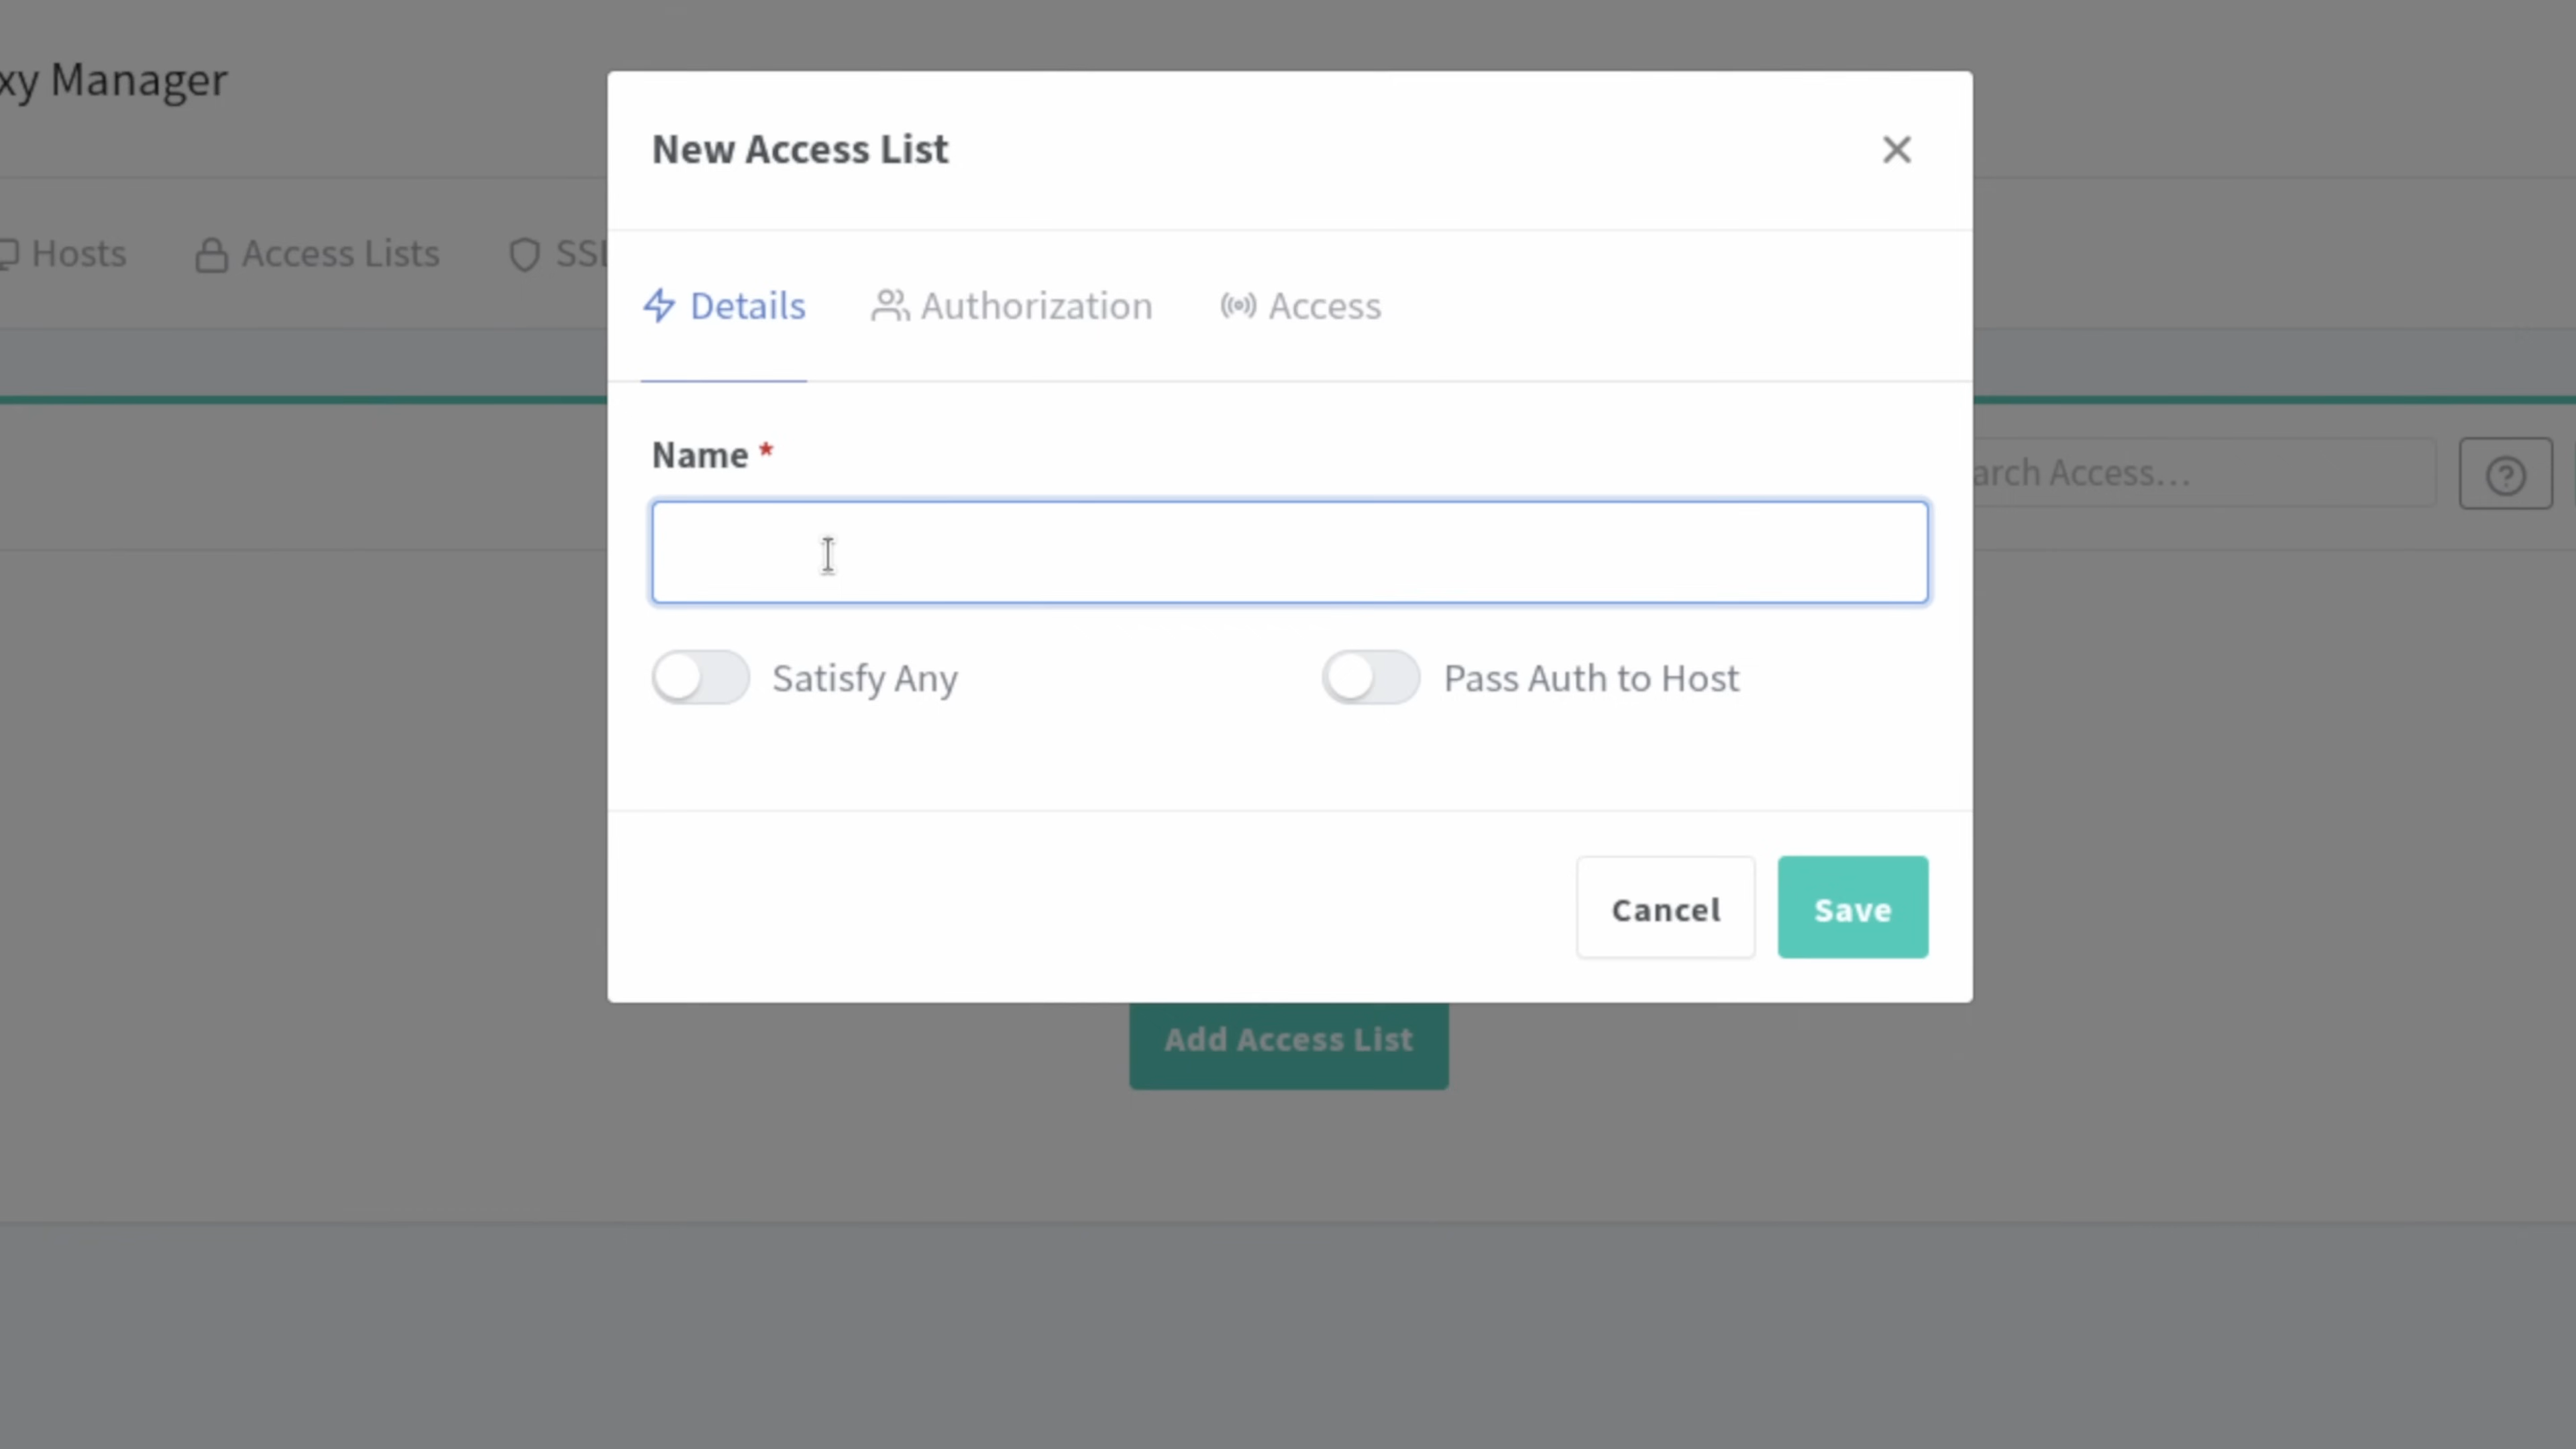 xy Manager
New Access List
Hosts
Access Lists
SSL
Details
Authorization
Access
Name *
arch Access...
Satisfy Any
Pass Auth to Host
Cancel
Save
Add Access List